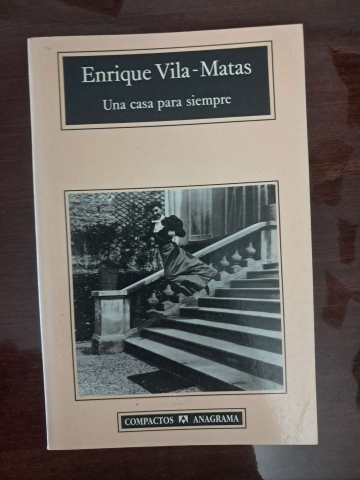 Enrique Vila-Matas
Una casa para siempre
COMPACTOS ANAGRAMA